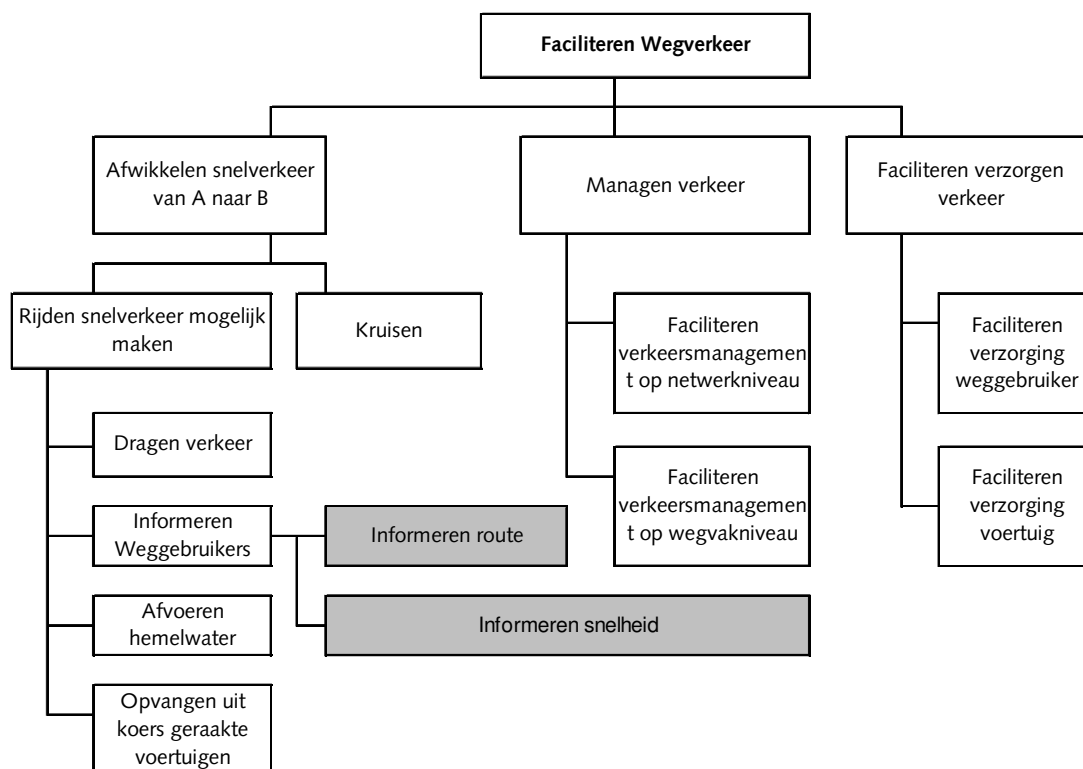 Faciliteren Wegverkeer
Afwikkelen snelverkeer
van A naar B
Managen verkeer
Faciliteren verzorgen
verkeer
Rijden snelverkeer mogelijk
maken
Kruisen
Faciliteren
verkeersmanagemen
t op netwerkniveau
Faciliteren
verzorging
weggebruiker
Dragen verkeer
Informeren
Weggebruikers
Informeren route
Faciliteren
verkeersmanagemen
t op wegvakniveau
Faciliteren
verzorging
voertuig
Afvoeren
hemelwater
Informeren snelheid
Opvangen uit
koers geraakte
voertuigen